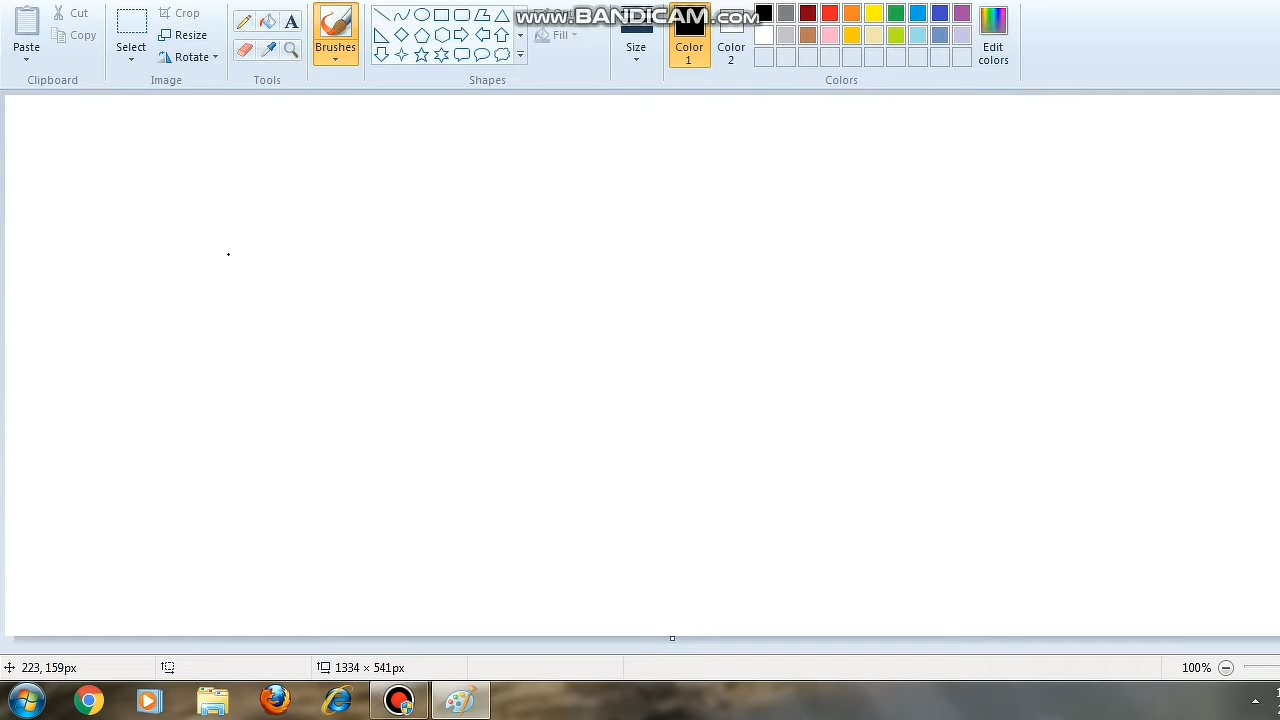 www.BANDICAM.com
Cut
Crop
Copy
Resize
Fill
Paste
Select
Rotate
Brushes
Size
Color 1
Color 2
Edit colors
Clipboard
Image
Tools
Shapes
Colors
223, 159px
1334 × 541px
100%